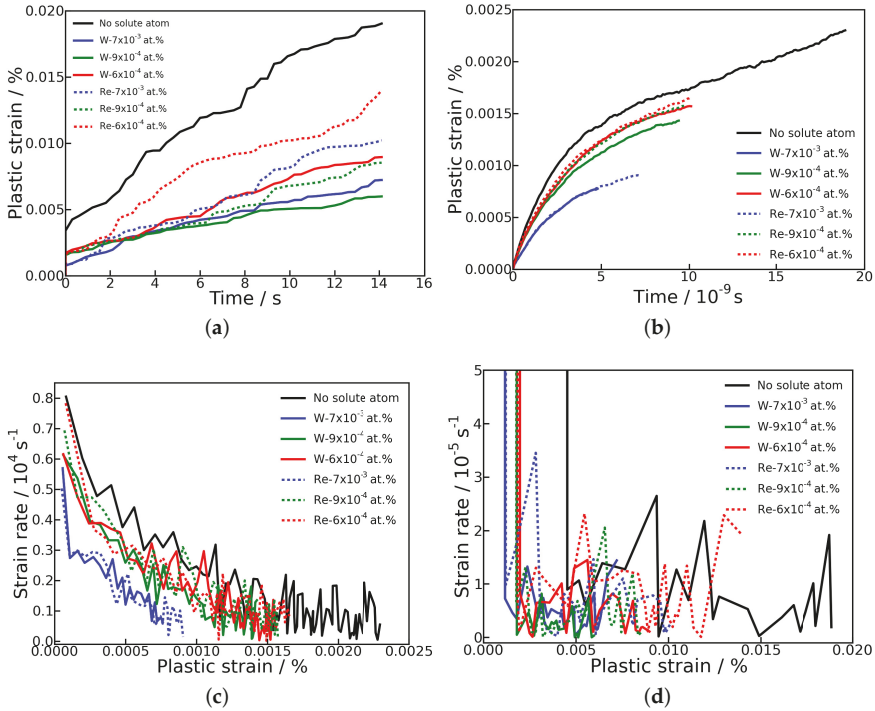 0.020
0.015
0.010
0.005
0.000
Plastic strain / %
0 2 4 6 8 10 12 14 16
Time / s
No solute atom
W-7x10-3 at.%
W-9x10-4 at.%
W-6x10-4 at.%
Re-7x10-3 at.%
Re-9x10-4 at.%
Re-6x10-4 at.%
(a)
0.0025
0.0020
0.0015
0.0010
0.0005
0.0000
Plastic strain / %
0 5 10 15 20
Time / 10-9 s
No solute atom
W-7x10-3 at.%
W-9x10-4 at.%
W-6x10-4 at.%
Re-7x10-3 at.%
Re-9x10-4 at.%
Re-6x10-4 at.%
(b)
0.8
0.7
0.6
0.5
0.4
0.3
0.2
0.1
0.0
Strain rate / 104 s-1
0.0000 0.0005 0.0010 0.0015 0.0020 0.0025
Plastic strain / %
No solute atom
W-7x10-3 at.%
W-9x10-4 at.%
W-6x10-4 at.%
Re-7x10-3 at.%
Re-9x10-4 at.%
Re-6x10-4 at.%
(c)
5
4
3
2
1
0
Strain rate / 10-5 s-1
0.000 0.005 0.010 0.015 0.020
Plastic strain / %
No solute atom
W-7x10-3 at.%
W-9x10-4 at.%
W-6x10-4 at.%
Re-7x10-3 at.%
Re-9x10-4 at.%
Re-6x10-4 at.%
(d)